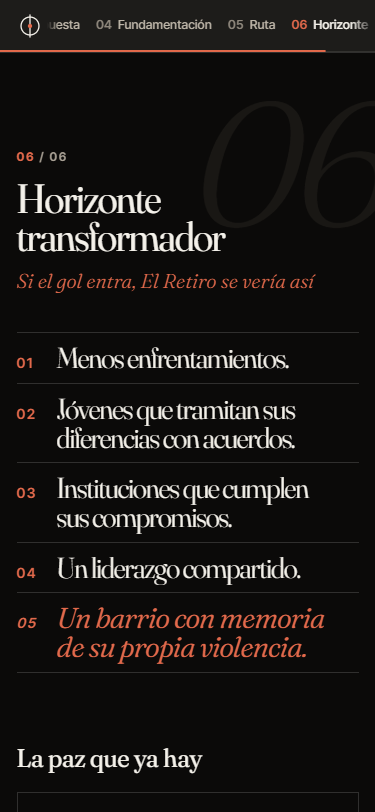 04 Fundamentación 05 Ruta 06 Horizonte
06
06 / 06
Horizonte
transformador
Si el gol entra, El Retiro se vería así
01 Menos enfrentamientos.
02 Jóvenes que tramitan sus
diferencias con acuerdos.
03 Instituciones que cumplen
sus compromisos.
04 Un liderazgo compartido.
05 Un barrio con memoria
de su propia violencia.
La paz que ya hay